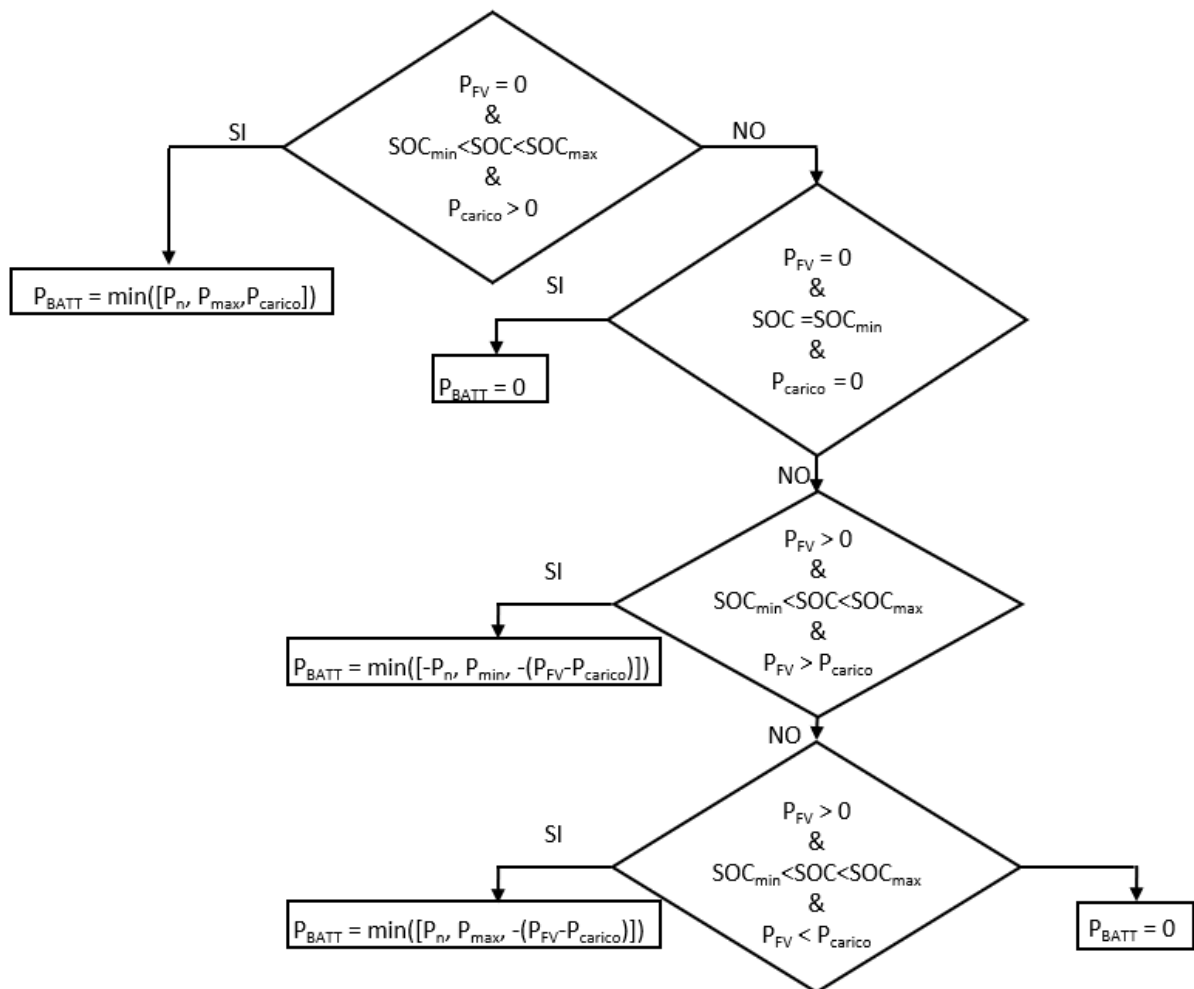 P_FV = 0
&
SOC_min<SOC<SOC_max
&
P_carico > 0
SI
NO
P_BATT = min([P_n, P_max,P_carico])
P_FV = 0
&
SOC =SOC_min
&
P_carico = 0
SI
P_BATT = 0
NO
P_FV > 0
&
SOC_min<SOC<SOC_max
&
P_FV > P_carico
SI
P_BATT = min([-P_n, P_min, -(P_FV-P_carico)])
NO
P_FV > 0
&
SOC_min<SOC<SOC_max
&
P_FV < P_carico
SI
P_BATT = min([P_n, P_max, -(P_FV-P_carico)])
P_BATT = 0